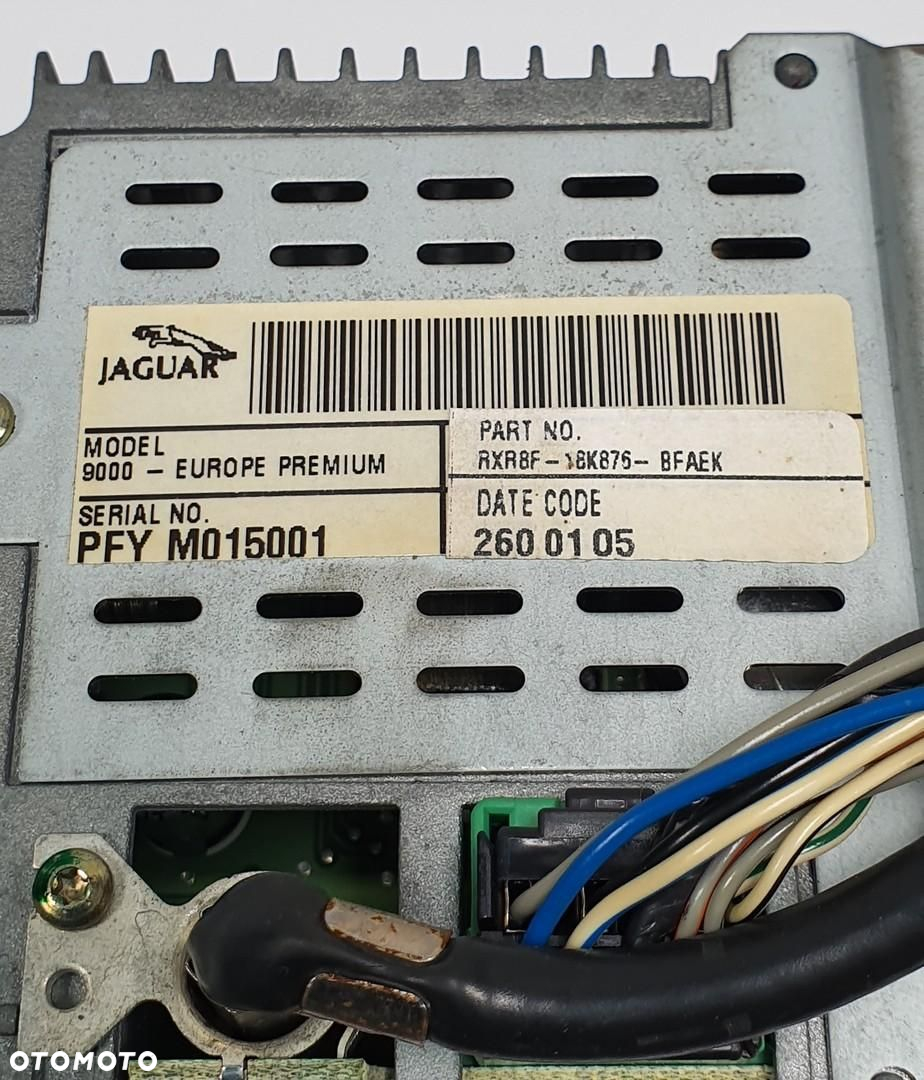 JAGUAR
MODEL
9000 - EUROPE PREMIUM
SERIAL NO.
PFY M015001
PART NO.
RXR8F-18K876- BFAEK
DATE CODE
260 01 05
OTOMOTO